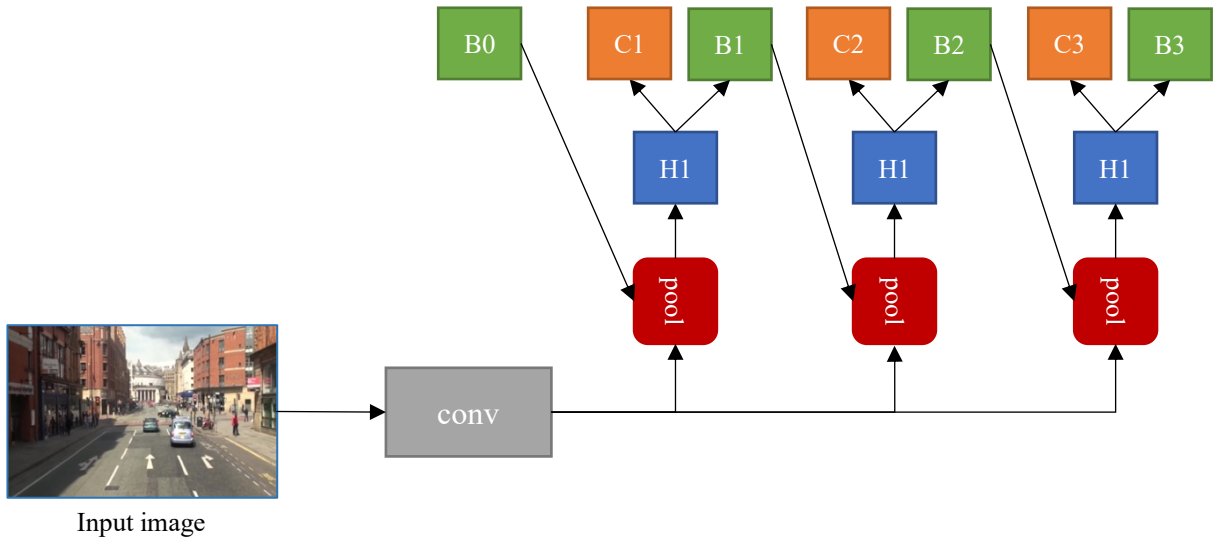 B0 C1 B1 C2 B2 C3 B3
H1 H1 H1
pool pool pool
conv
Input image